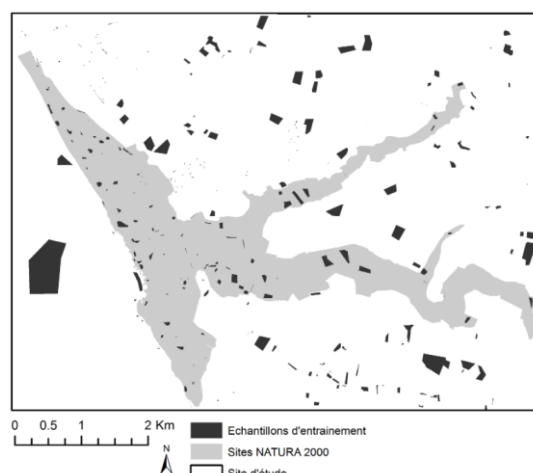 0 0.5 1 2 Km
N
Echantillons d'entrainement
Sites NATURA 2000
Site d'étude